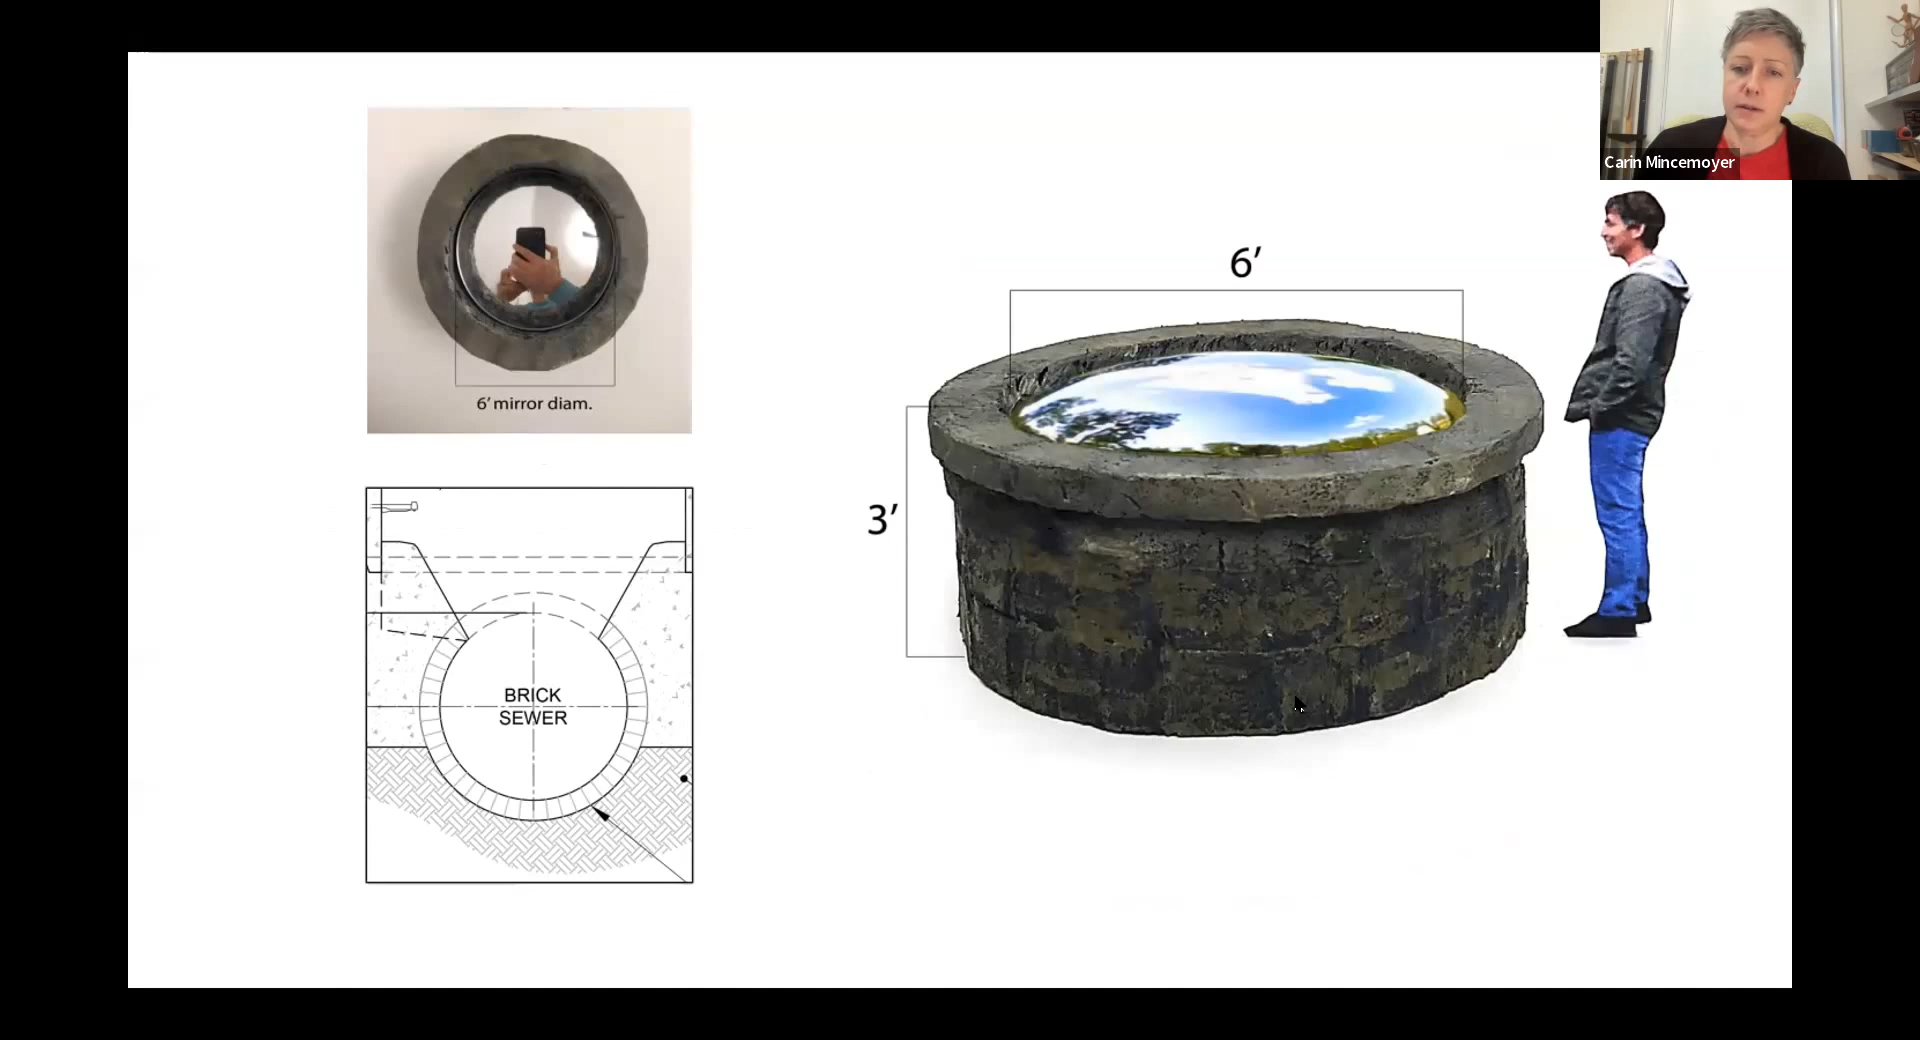 Carin Mincemoyer
6’ mirror diam.
6’
3’
BRICK
SEWER